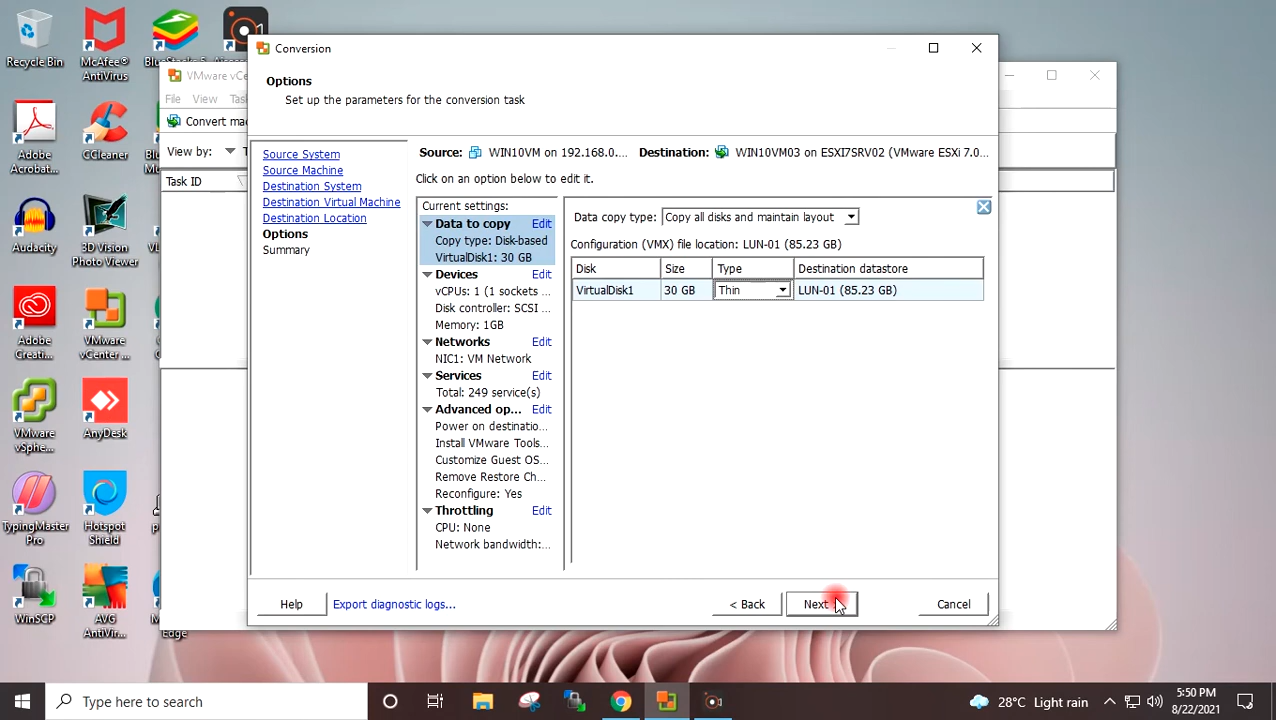 Recycle Bin
McAfee®
AntiVirus
BlueStacks 5
Adobe
Acrobat...
CCleaner
Audacity
3D Vision
Photo Viewer
Adobe
Creati...
VMware
vCenter ...
VMware
vSphe...
AnyDesk
TypingMaster
Pro
Hotspot
Shield
WinSCP
AVG
AntiVir...
Edge
VMware vCe
File View Tas
Convert mac
View by:
Task ID
Conversion
Options
Set up the parameters for the conversion task
Source System
Source Machine
Destination System
Destination Virtual Machine
Destination Location
Options
Summary
Source: WIN10VM on 192.168.0.... Destination: WIN10VM03 on ESXI7SRV02 (VMware ESXi 7.0...
Click on an option below to edit it.
Current settings:
Data to copy Edit
Copy type: Disk-based
VirtualDisk1: 30 GB
Devices Edit
vCPUs: 1 (1 sockets ...
Disk controller: SCSI ...
Memory: 1GB
Networks Edit
NIC1: VM Network
Services Edit
Total: 249 service(s)
Advanced op... Edit
Power on destinatio...
Install VMware Tools...
Customize Guest OS...
Remove Restore Ch...
Reconfigure: Yes
Throttling Edit
CPU: None
Network bandwidth:...
Data copy type: Copy all disks and maintain layout
Configuration (VMX) file location: LUN-01 (85.23 GB)
Disk Size Type Destination datastore
VirtualDisk1 30 GB Thin LUN-01 (85.23 GB)
Help Export diagnostic logs... < Back Next Cancel
Type here to search
28°C Light rain
5:50 PM
8/22/2021